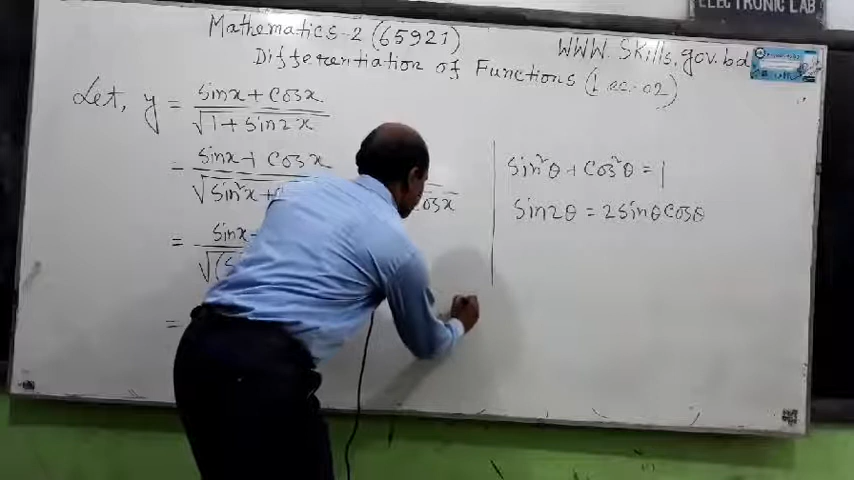 ELECTRONIC LAB
Mathematics-2 (65921)
Differentiation of Functions (Lec-02)
WWW.Skills.gov.bd
Let, y = sinx + cosx / √1 + sin2x
= sinx + cosx / √sin²x + cosx
= sinx / √(s
=
sin²θ + cos²θ = 1
sin2θ = 2sinθcosθ